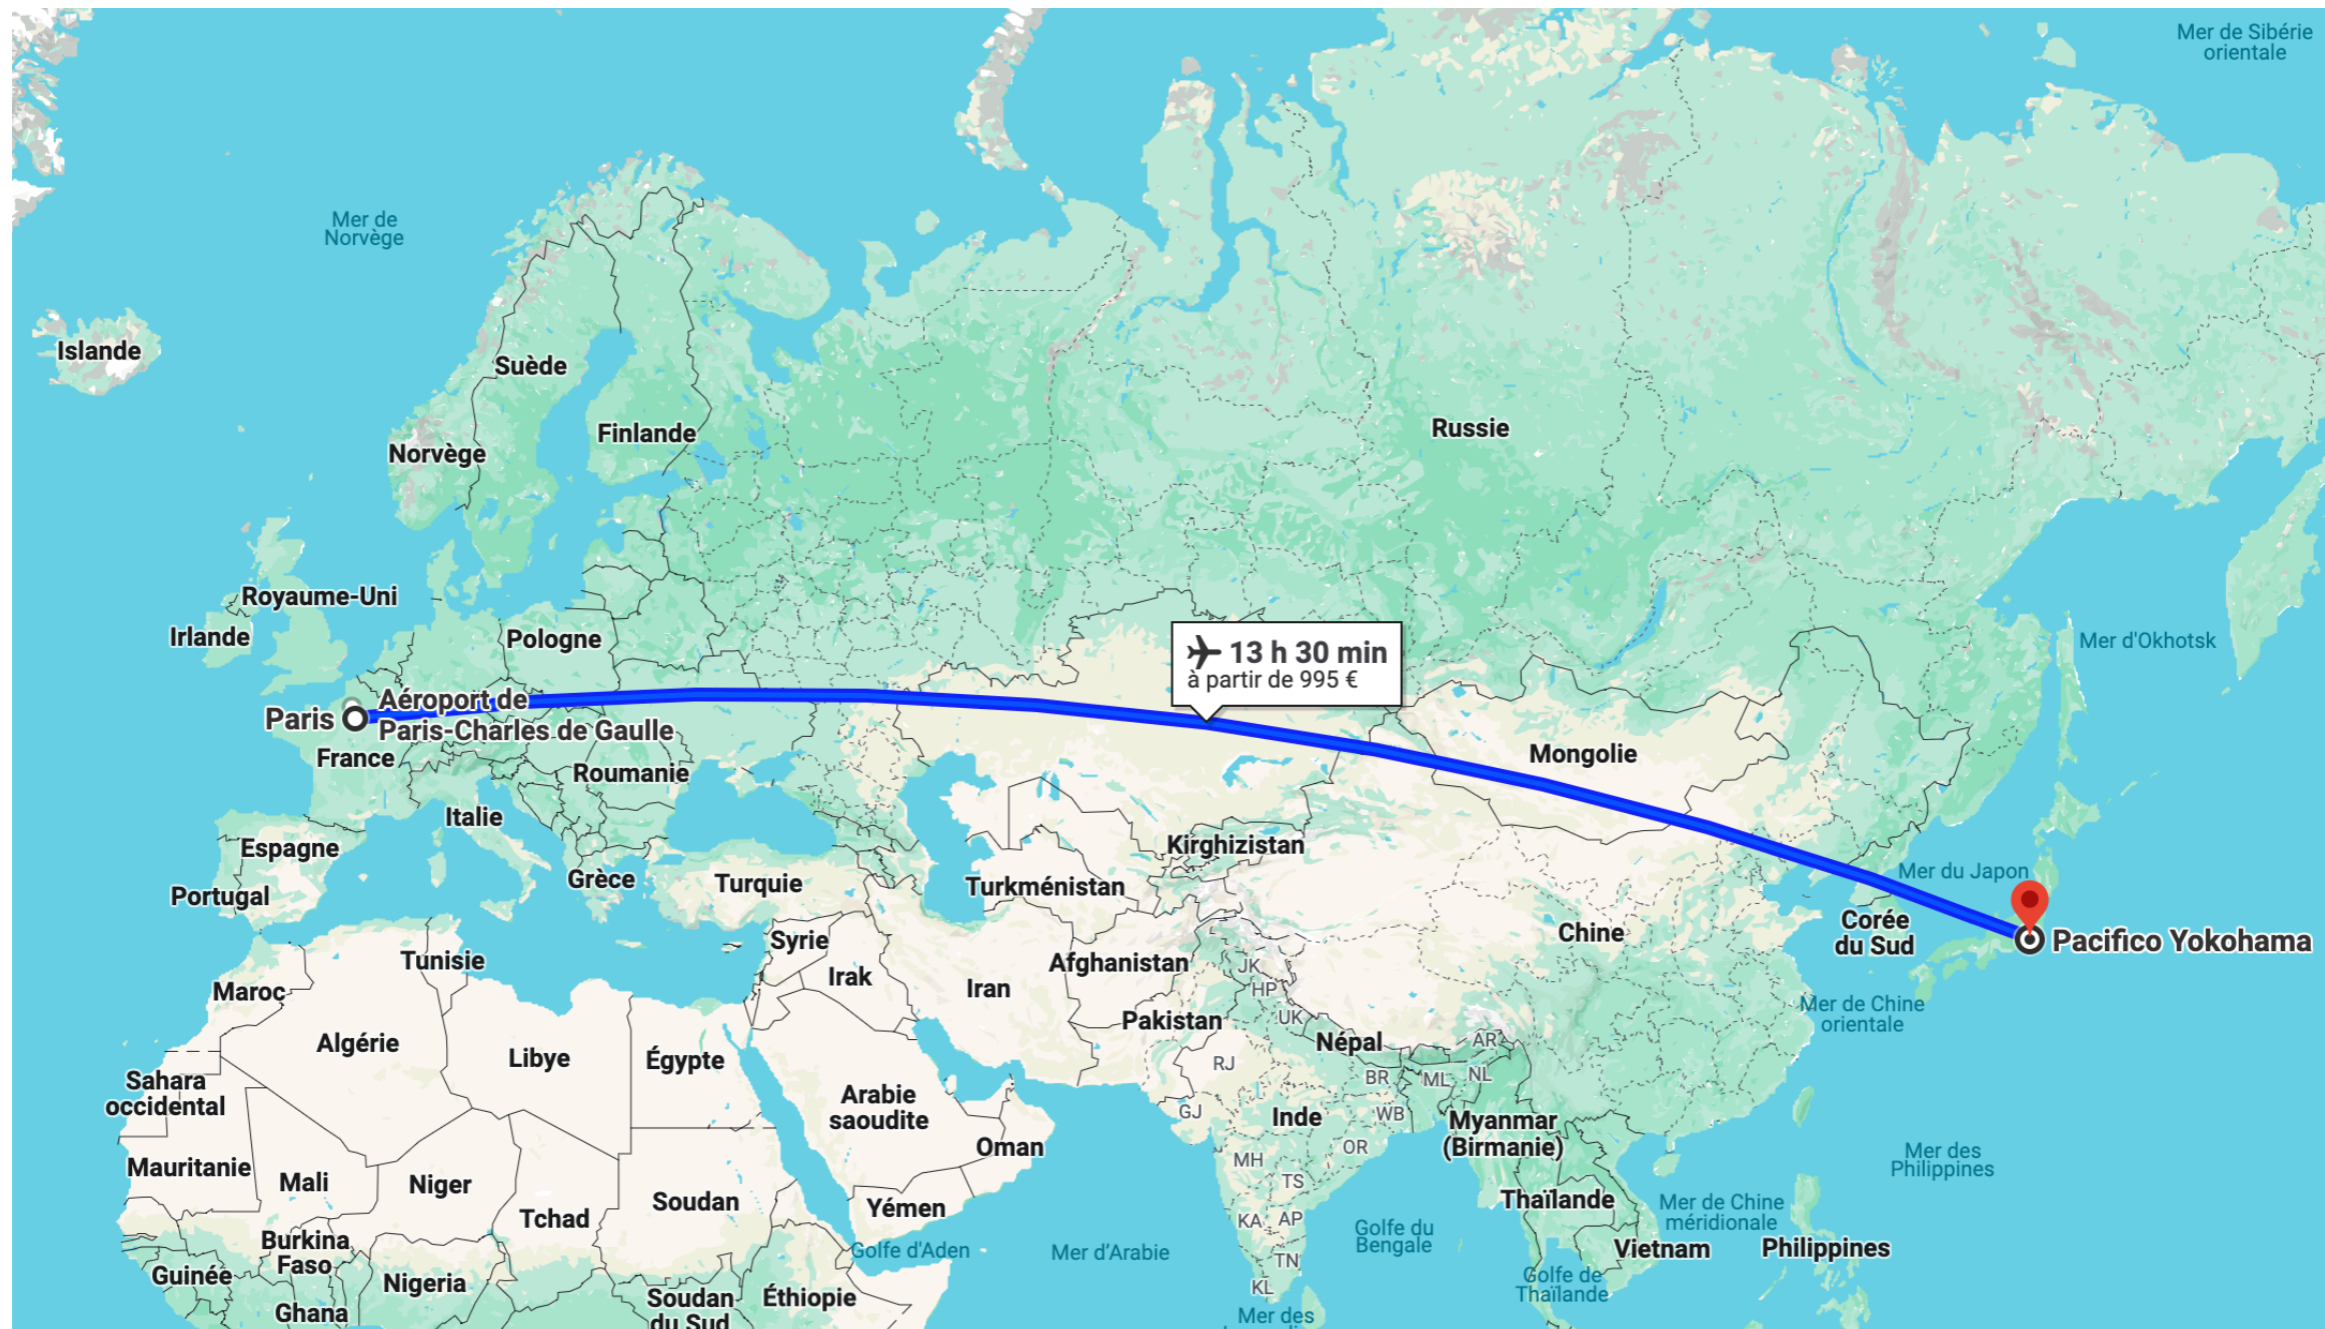 Mer de Sibérie
orientale
Mer de
Norvège
Islande
Suède
Finlande
Russie
Norvège
Royaume-Uni
Irlande
Pologne
Mer d'Okhotsk
13 h 30 min
à partir de 995 €
Paris
Aéroport de
Paris-Charles de Gaulle
France
Mongolie
Roumanie
Italie
Kirghizistan
Espagne
Mer du Japon
Grèce
Turquie
Turkménistan
Portugal
Corée
du Sud
Chine
Pacifico Yokohama
Syrie
Tunisie
Afghanistan
JK
Irak
Iran
HP
Maroc
Mer de Chine
orientale
Pakistan
UK
Népal
AR
Algérie
Libye
Égypte
RJ
BR
ML
NL
Sahara
occidental
Arabie
saoudite
GJ
Inde
WB
Myanmar
(Birmanie)
Oman
OR
Mer des
Philippines
Mauritanie
MH
Mali
Niger
TS
Soudan
Thaïlande
Yémen
Mer de Chine
méridionale
Tchad
KA
AP
Golfe du
Bengale
Burkina
Faso
Golfe d'Aden
Mer d'Arabie
Vietnam
Philippines
TN
Guinée
Nigeria
KL
Golfe de
Thaïlande
Éthiopie
Soudan
du Sud
Ghana
Mer des